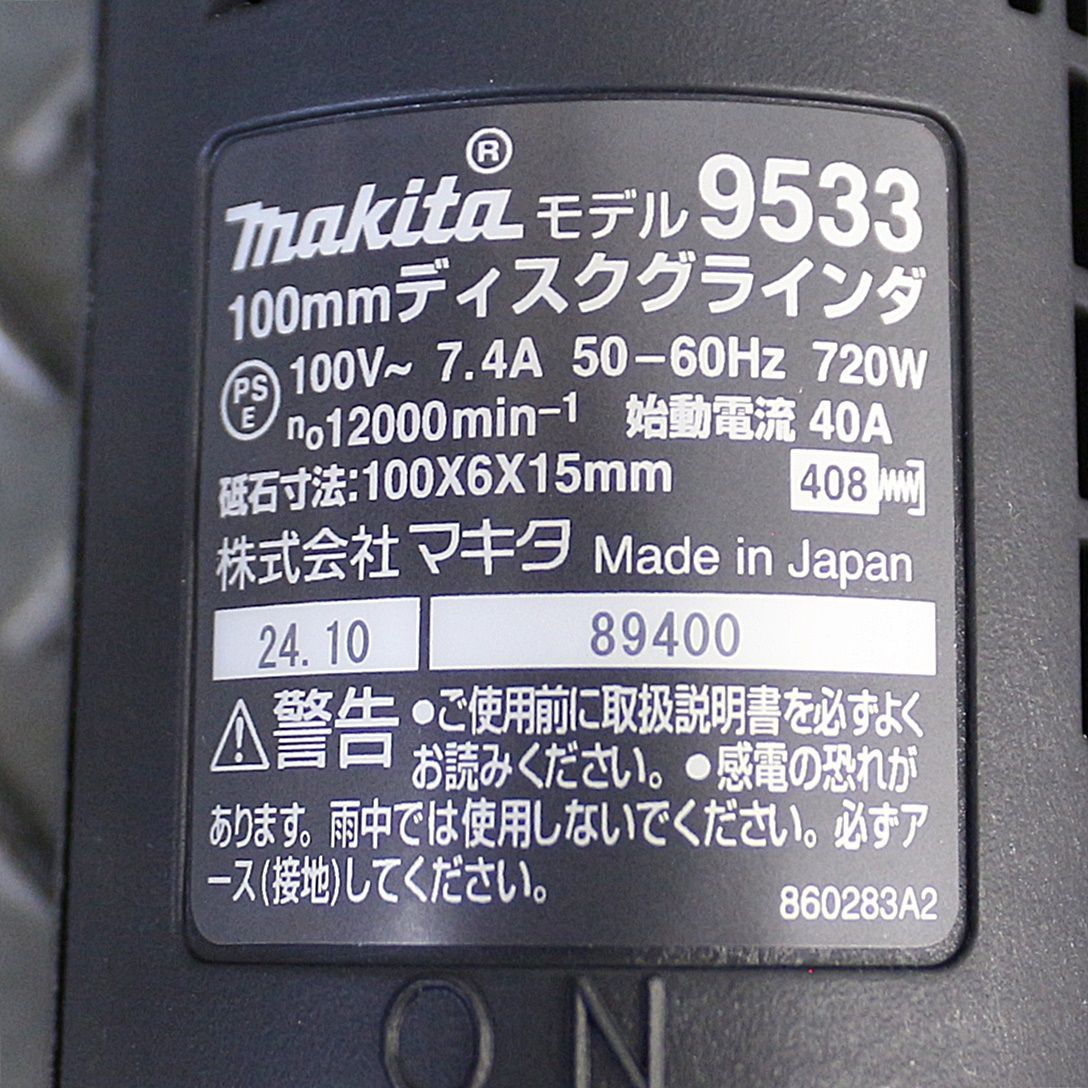 makita® モデル 9533
100mmディスクグラインダ
PSE 100V~ 7.4A 50-60Hz 720W
n₀12000min⁻¹ 始動電流 40A
砥石寸法:100X6X15mm 408
株式会社 マキタ Made in Japan
24.10 89400
警告 •ご使用前に取扱説明書を必ずよく
お読みください。•感電の恐れが
あります。雨中では使用しないでください。必ずア
ース(接地)してください。
860283A2
ON